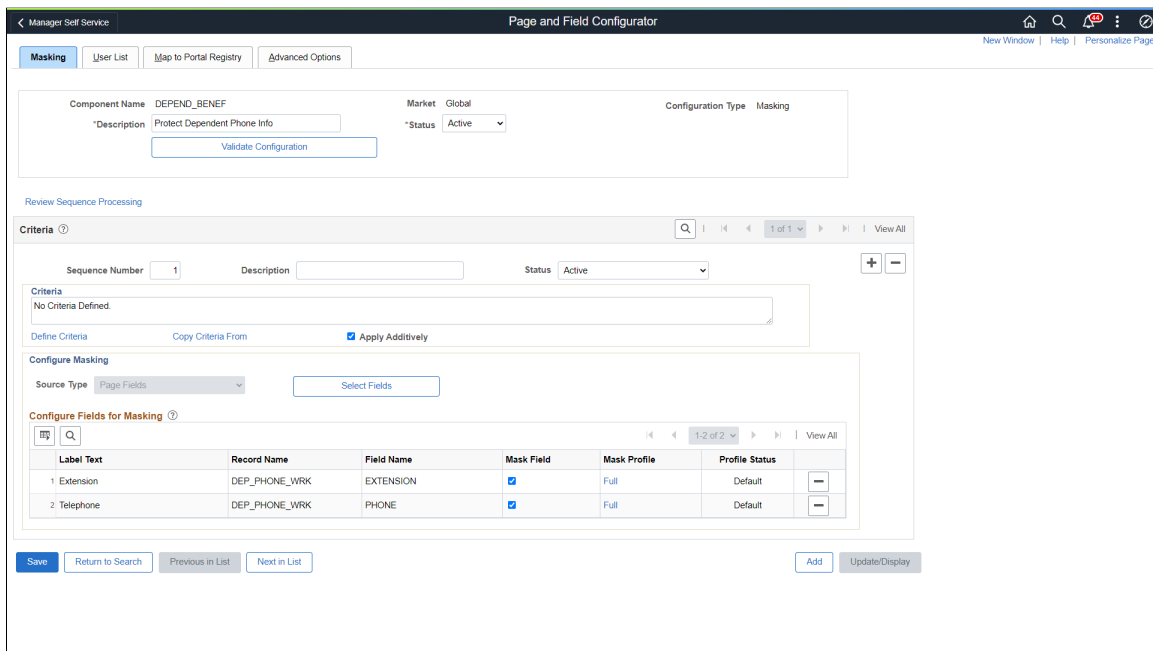 Manager Self Service
Page and Field Configurator
44
New Window | Help | Personalize Page
Masking
User List
Map to Portal Registry
Advanced Options
Component Name DEPEND_BENEF
Market Global
Configuration Type Masking
*Description Protect Dependent Phone Info
*Status Active
Validate Configuration
Review Sequence Processing
Criteria ?
1 of 1
View All
Sequence Number 1
Description
Status Active
Criteria
No Criteria Defined.
Define Criteria
Copy Criteria From
Apply Additively
Configure Masking
Source Type Page Fields
Select Fields
Configure Fields for Masking ?
1-2 of 2
View All
Label Text Record Name Field Name Mask Field Mask Profile Profile Status
1 Extension DEP_PHONE_WRK EXTENSION Full Default
2 Telephone DEP_PHONE_WRK PHONE Full Default
Save
Return to Search
Previous in List
Next in List
Add
Update/Display